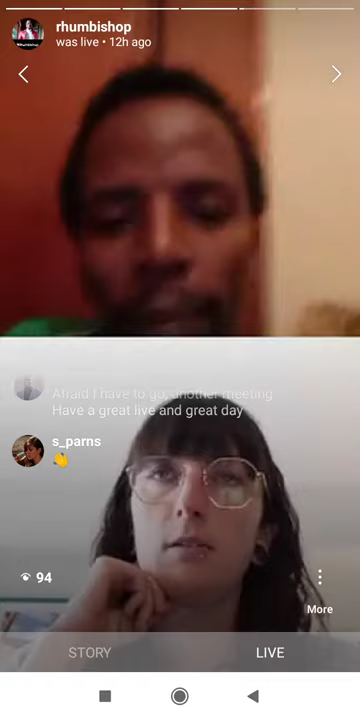 rhumbishop
was live • 12h ago
Afraid I have to go, another meeting
Have a great live and great day
s_parns
👏
94
More
STORY
LIVE